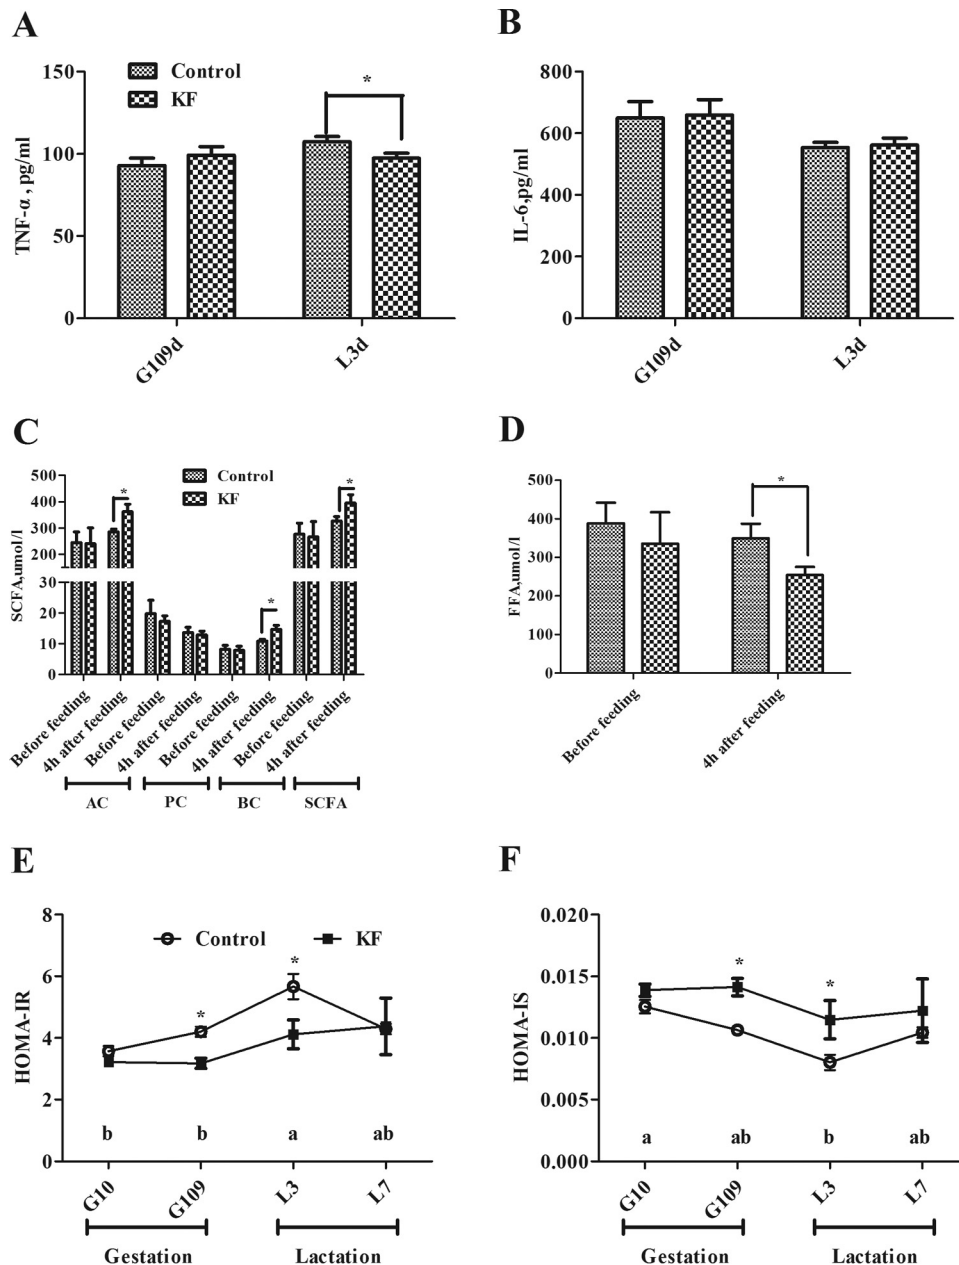 A
150
100
50
0
TNF-α , pg/ml
Control
KF
*
G109d
L3d
B
800
600
400
200
0
IL-6,pg/ml
G109d
L3d
C
500
400
300
200
30
20
10
0
SCFA,umol/l
Control
KF
*
*
*
Before feeding
4h after feeding
Before feeding
4h after feeding
Before feeding
4h after feeding
Before feeding
4h after feeding
AC
PC
BC
SCFA
D
500
400
300
200
100
0
FFA,umol/l
*
Before feeding
4h after feeding
E
8
6
4
2
0
HOMA-IR
Control
KF
*
*
b
b
a
ab
G10
G109
L3
L7
Gestation
Lactation
F
0.020
0.015
0.010
0.005
0.000
HOMA-IS
*
*
a
ab
b
ab
G10
G109
L3
L7
Gestation
Lactation